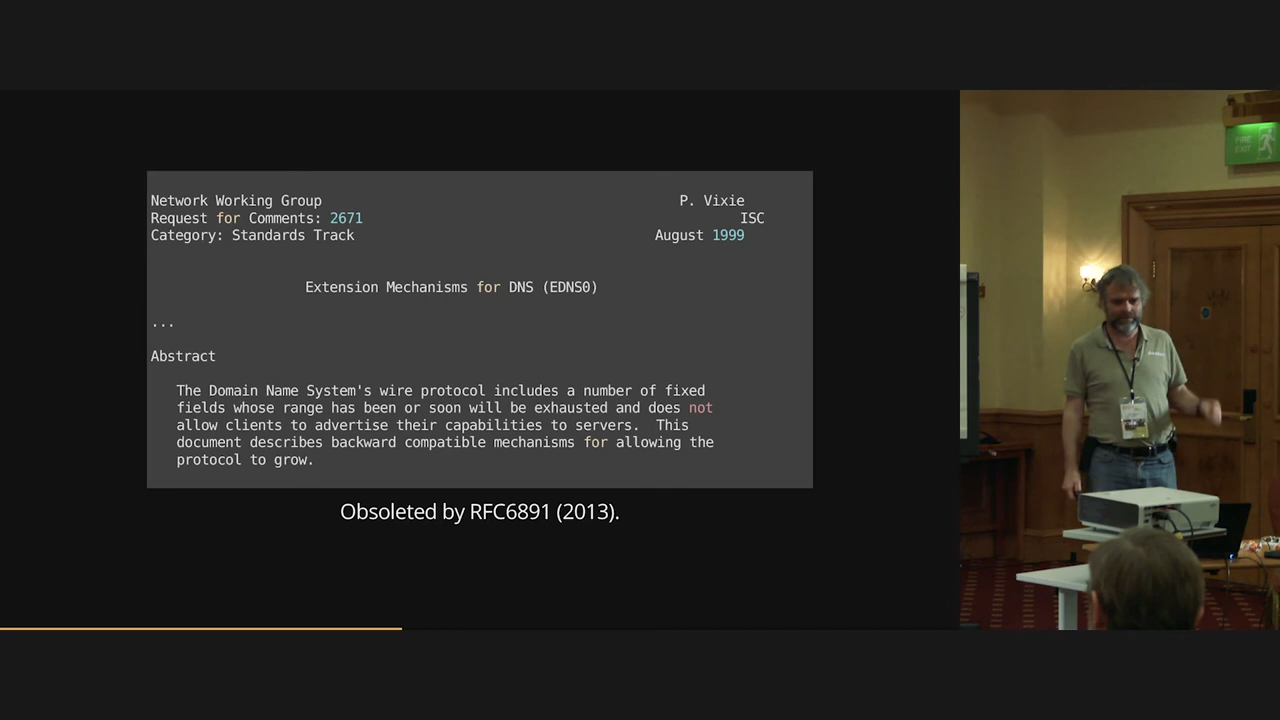 Network Working Group P. Vixie
Request for Comments: 2671 ISC
Category: Standards Track August 1999
Extension Mechanisms for DNS (EDNS0)
...
Abstract
The Domain Name System's wire protocol includes a number of fixed
fields whose range has been or soon will be exhausted and does not
allow clients to advertise their capabilities to servers. This
document describes backward compatible mechanisms for allowing the
protocol to grow.
Obsoleted by RFC6891 (2013).
FIRE
EXIT